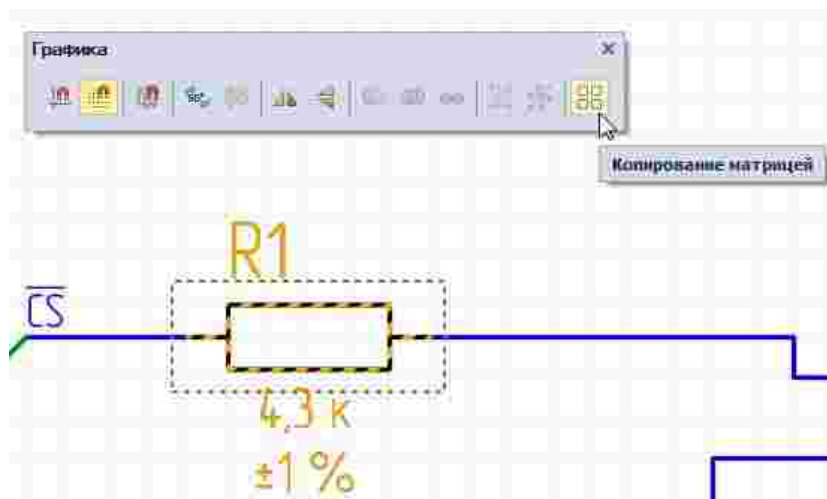 Графика
Копирование матрицей
R1
CS
4,3 к
±1 %